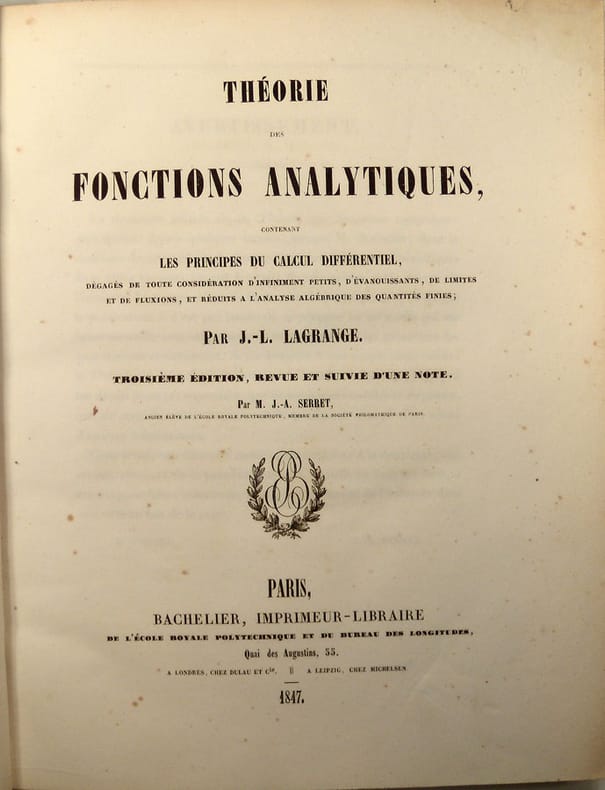 THÉORIE
DES
FONCTIONS ANALYTIQUES,
CONTENANT
LES PRINCIPES DU CALCUL DIFFÉRENTIEL,
DÉGAGÉS DE TOUTE CONSIDÉRATION D'INFINIMENT PETITS, D'ÉVANOUISSANTS, DE LIMITES
ET DE FLUXIONS, ET RÉDUITS A L'ANALYSE ALGÉBRIQUE DES QUANTITÉS FINIES;
PAR J.-L. LAGRANGE.
TROISIÈME ÉDITION, REVUE ET SUIVIE D'UNE NOTE.
Par M. J.-A. SERRET,
ANCIEN ÉLÈVE DE L'ÉCOLE ROYALE POLYTECHNIQUE, MEMBRE DE LA SOCIÉTÉ PHILOMATHIQUE DE PARIS.
PARIS,
BACHELIER, IMPRIMEUR-LIBRAIRE
DE L'ÉCOLE ROYALE POLYTECHNIQUE ET DU BUREAU DES LONGITUDES,
Quai des Augustins, 55.
A LONDRES, CHEZ DULAU ET Cie. || A LEIPZIG, CHEZ MICHELSEN
1847.